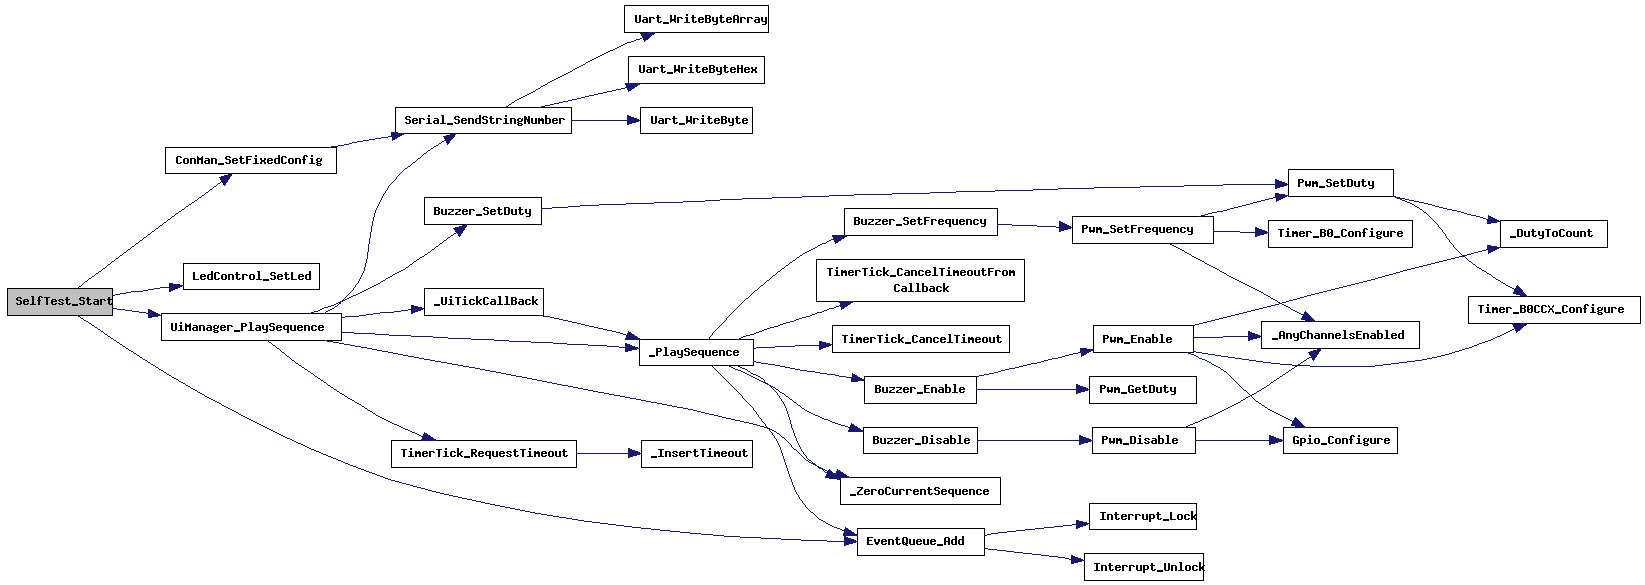 Uart_WriteByteArray
Uart_WriteByteHex
Serial_SendStringNumber
Uart_WriteByte
ConMan_SetFixedConfig
Pwm_SetDuty
Buzzer_SetDuty
Buzzer_SetFrequency
Pwm_SetFrequency
Timer_B0_Configure
_DutyToCount
LedControl_SetLed
TimerTick_CancelTimeoutFrom
Callback
SelfTest_Start
_UiTickCallBack
Timer_B0CCX_Configure
UiManager_PlaySequence
TimerTick_CancelTimeout
Pwm_Enable
_AnyChannelsEnabled
_PlaySequence
Buzzer_Enable
Pwm_GetDuty
Buzzer_Disable
Pwm_Disable
Gpio_Configure
TimerTick_RequestTimeout
_InsertTimeout
_ZeroCurrentSequence
Interrupt_Lock
EventQueue_Add
Interrupt_Unlock